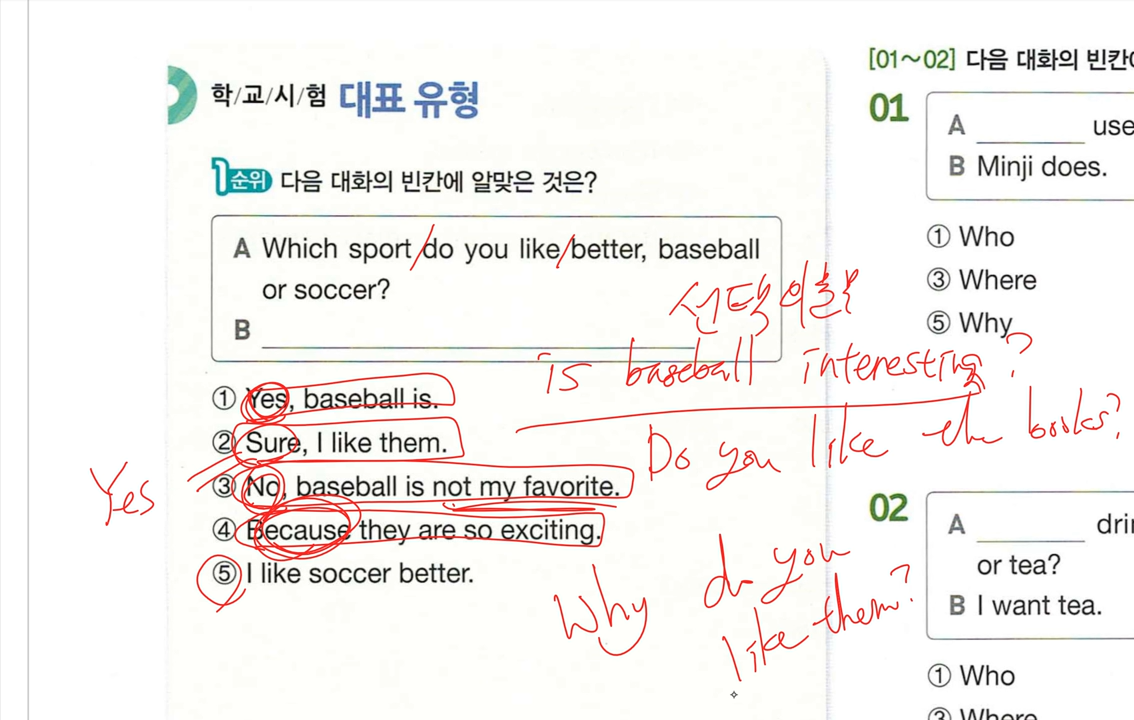 학/교/시/험 대표 유형
1순위 다음 대화의 빈칸에 알맞은 것은?
A Which sport do you like better, baseball
or soccer?
B
선택의문
① Yes, baseball is.
② Sure, I like them.
③ No, baseball is not my favorite.
④ Because they are so exciting.
⑤ I like soccer better.
Yes
is baseball interesting?
Do you like the books?
Why do you
like them?
[01~02] 다음 대화의 빈칸
01
A use
B Minji does.
① Who
③ Where
⑤ Why
02
A drin
or tea?
B I want tea.
① Who
③ Where